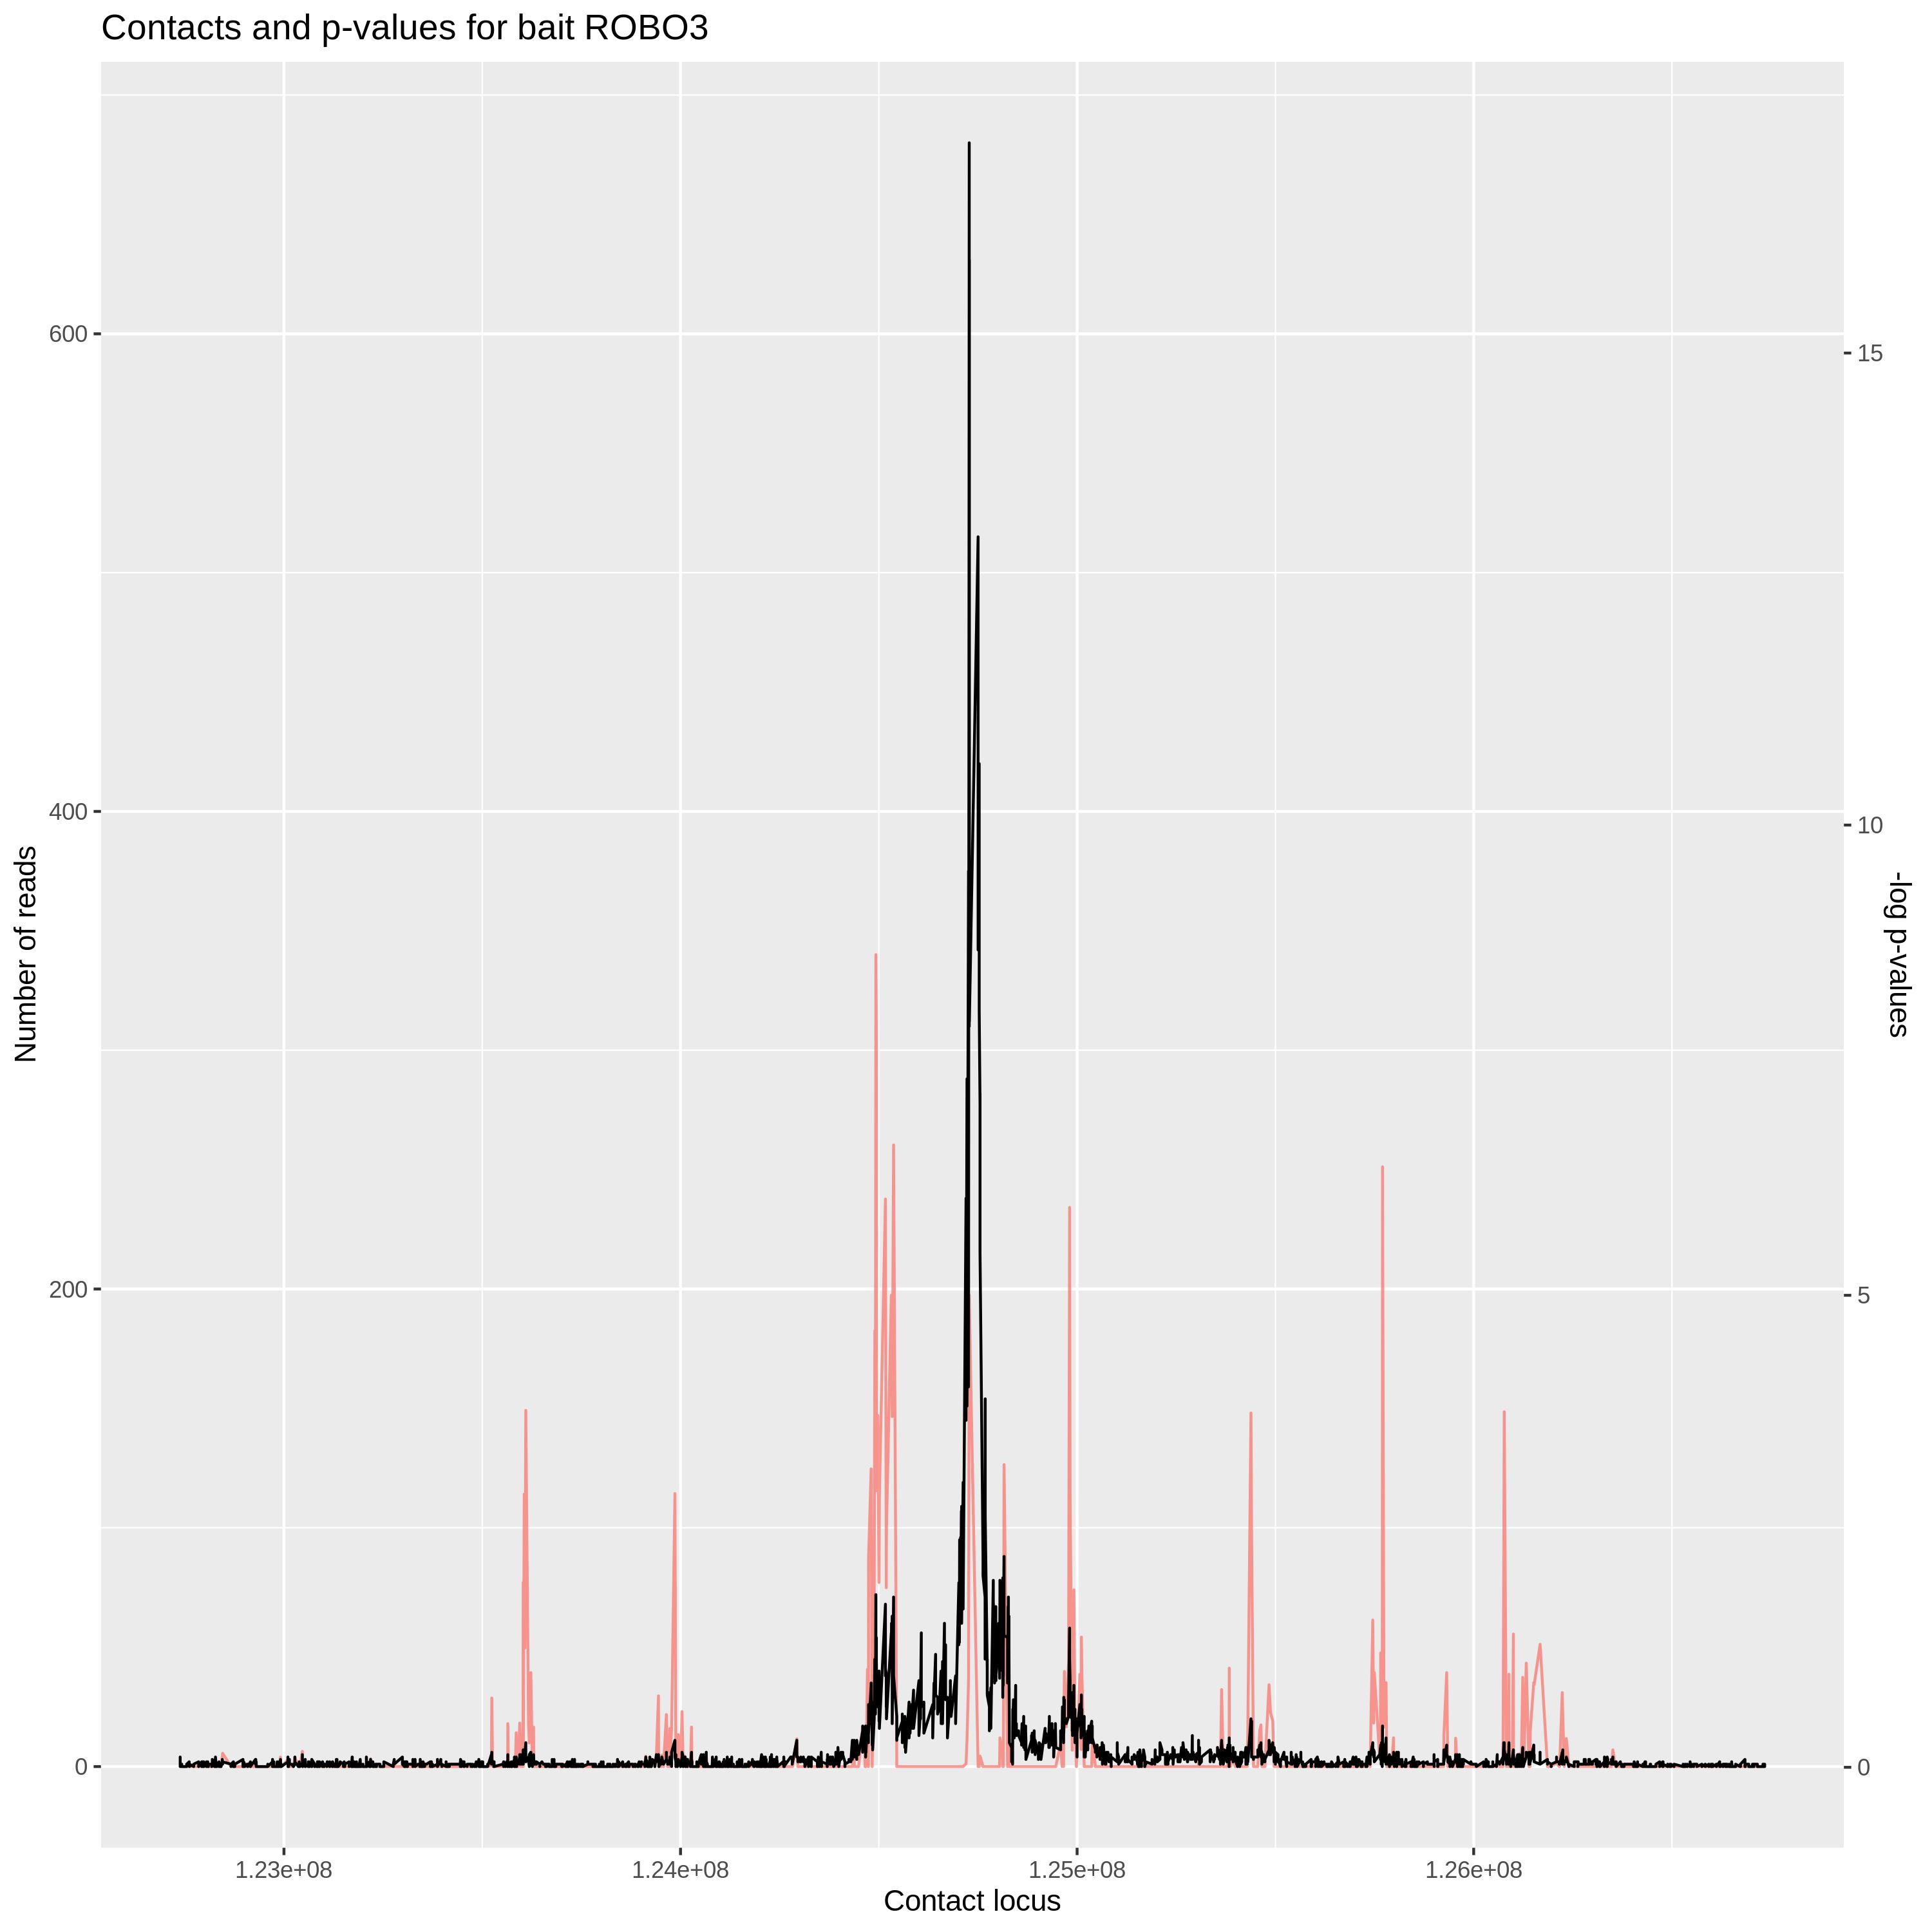 Contacts and p-values for bait ROBO3
Number of reads
600
400
200
0
15
10
5
0
-log p-values
1.23e+08
1.24e+08
1.25e+08
1.26e+08
Contact locus